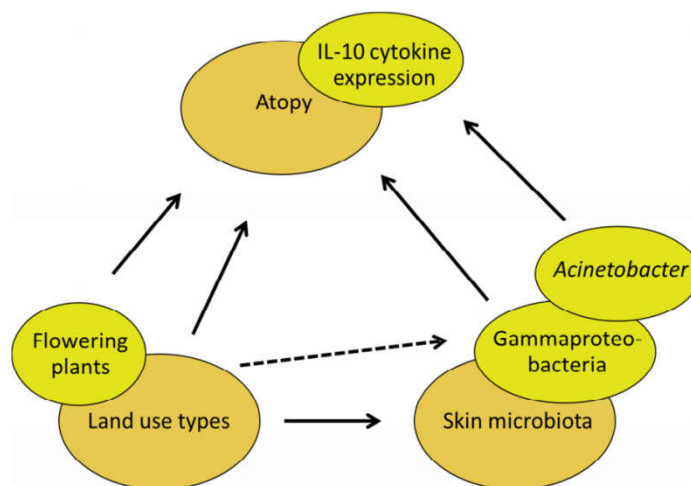 IL-10 cytokine
expression
Atopy
Acinetobacter
Flowering
plants
Gammaproteo-
bacteria
Land use types
Skin microbiota